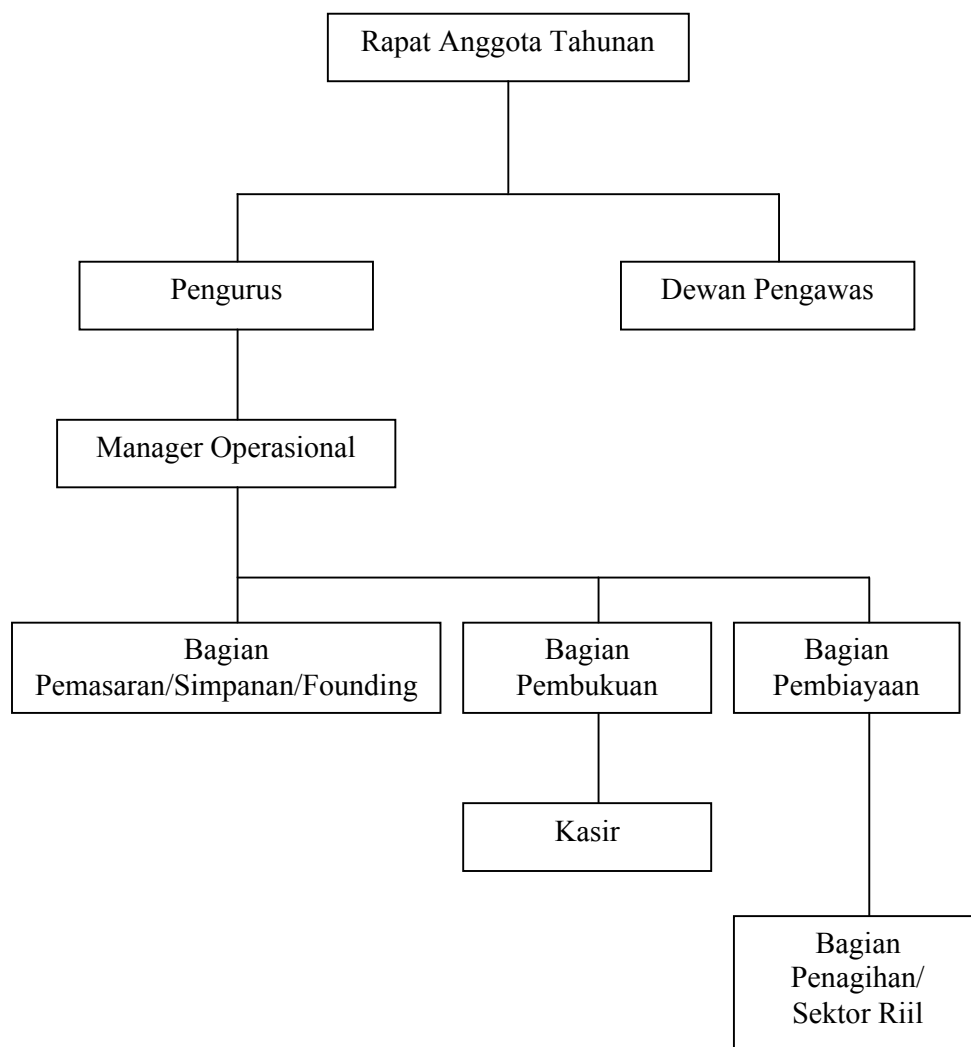 Rapat Anggota Tahunan
Pengurus
Dewan Pengawas
Manager Operasional
Bagian
Pemasaran/Simpanan/Founding
Bagian
Pembukuan
Bagian
Pembiayaan
Kasir
Bagian
Penagihan/
Sektor Riil